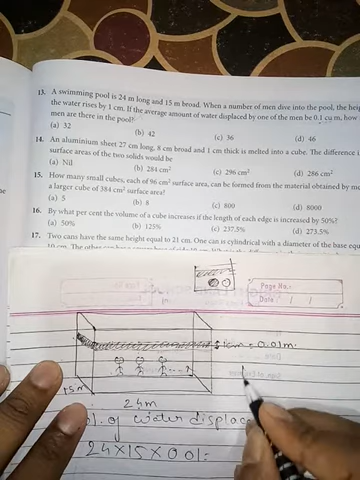 13. A swimming pool is 24 m long and 15 m broad. When a number of men dive into the pool, the heig
the water rises by 1 cm. If the average amount of water displaced by one of the men be 0.1 cu m, how
men are there in the pool?
(a) 32 (b) 42 (c) 36 (d) 46
14. An aluminium sheet 27 cm long, 8 cm broad and 1 cm thick is melted into a cube. The difference i
surface areas of the two solids would be
(a) Nil (b) 284 cm² (c) 296 cm² (d) 286 cm²
15. How many small cubes, each of 96 cm² surface area, can be formed from the material obtained by me
a larger cube of 384 cm² surface area?
(a) 5 (b) 8 (c) 800 (d) 8000
16. By what per cent the volume of a cube increases if the length of each edge is increased by 50%?
(a) 50% (b) 125% (c) 237.5% (d) 273.5%
17. Two cans have the same height equal to 21 cm. One can is cylindrical with a diameter of the base equ
Page No.:
Date : / /
1cm = 0.01m.
15m
24m
ol. of water displace
24×15×0.01=